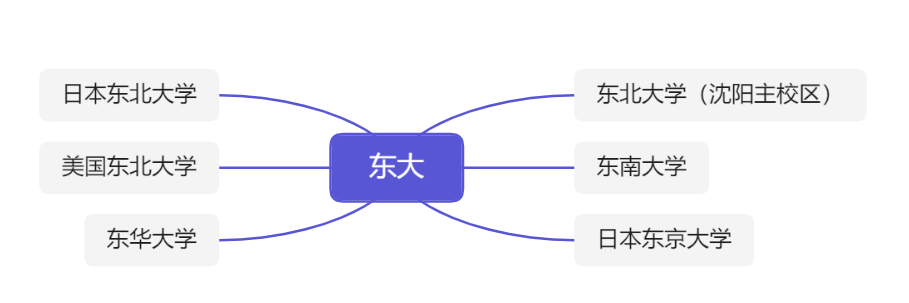 日本东北大学
东北大学（沈阳主校区）
美国东北大学
东大
东南大学
东华大学
日本东京大学